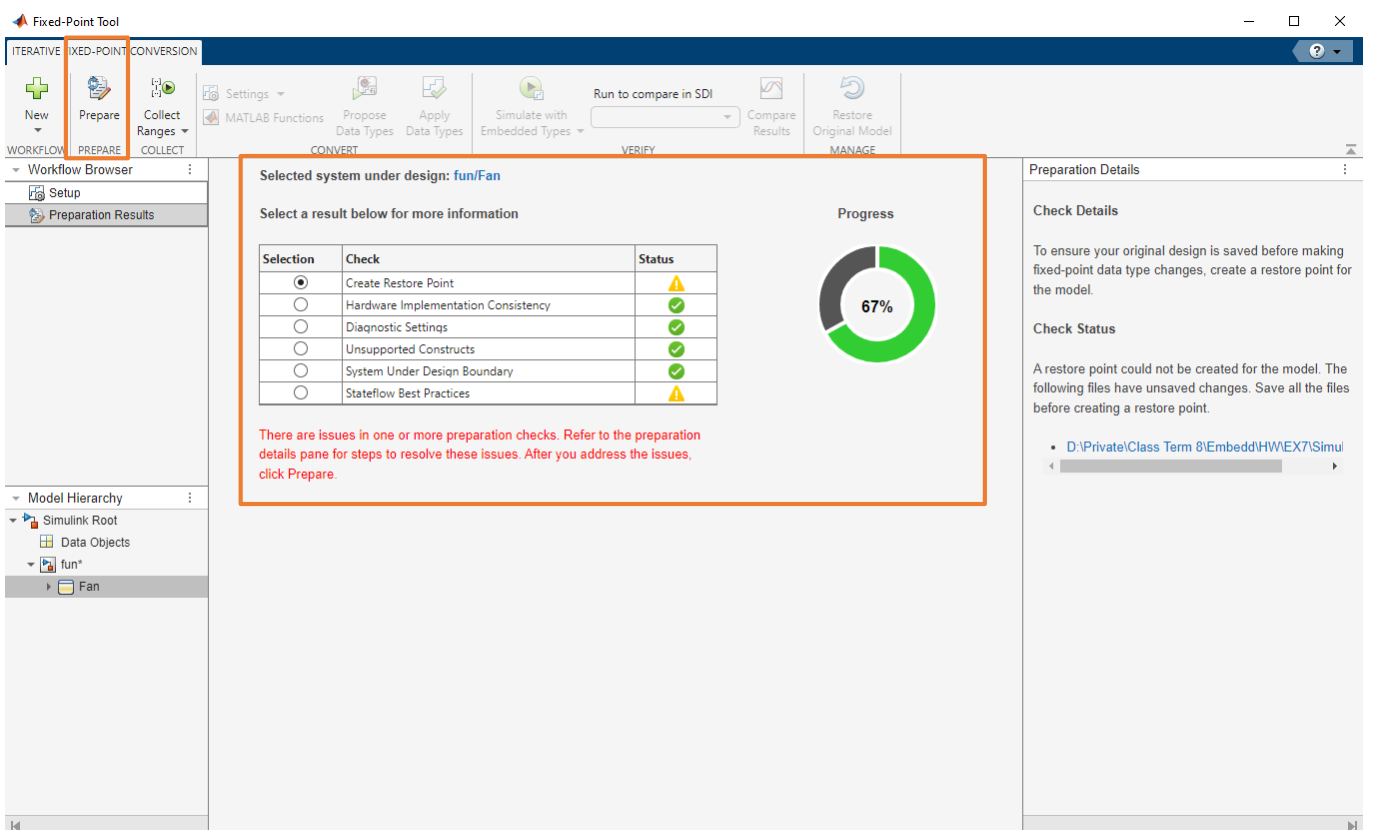 Fixed-Point Tool
ITERATIVE FIXED-POINT CONVERSION
?
New
Prepare
Collect
Ranges
Settings
MATLAB Functions
Propose
Data Types
Apply
Data Types
Simulate with
Embedded Types
Run to compare in SDI
Compare
Results
Restore
Original Model
WORKFLOW
PREPARE
COLLECT
CONVERT
VERIFY
MANAGE
Workflow Browser
Setup
Preparation Results
Model Hierarchy
Simulink Root
Data Objects
fun*
Fan
Selected system under design: fun/Fan
Select a result below for more information
Progress
Selection Check Status
Create Restore Point
Hardware Implementation Consistency
Diagnostic Settings
Unsupported Constructs
System Under Design Boundary
Stateflow Best Practices
67%
There are issues in one or more preparation checks. Refer to the preparation
details pane for steps to resolve these issues. After you address the issues,
click Prepare.
Preparation Details
Check Details
To ensure your original design is saved before making
fixed-point data type changes, create a restore point for
the model.
Check Status
A restore point could not be created for the model. The
following files have unsaved changes. Save all the files
before creating a restore point.
• D:\Private\Class Term 8\Embedd\HW\EX7\Simul